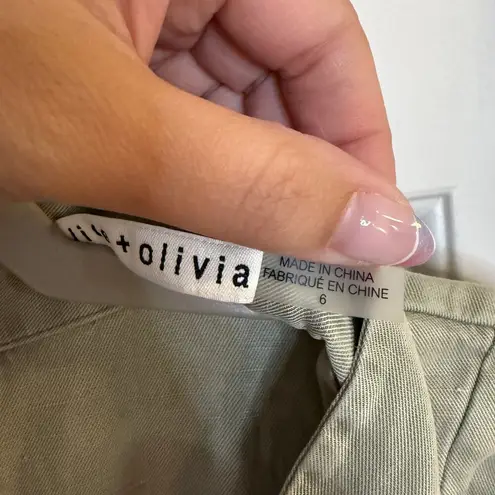 + olivia
MADE IN CHINA
FABRIQUÉ EN CHINE
6